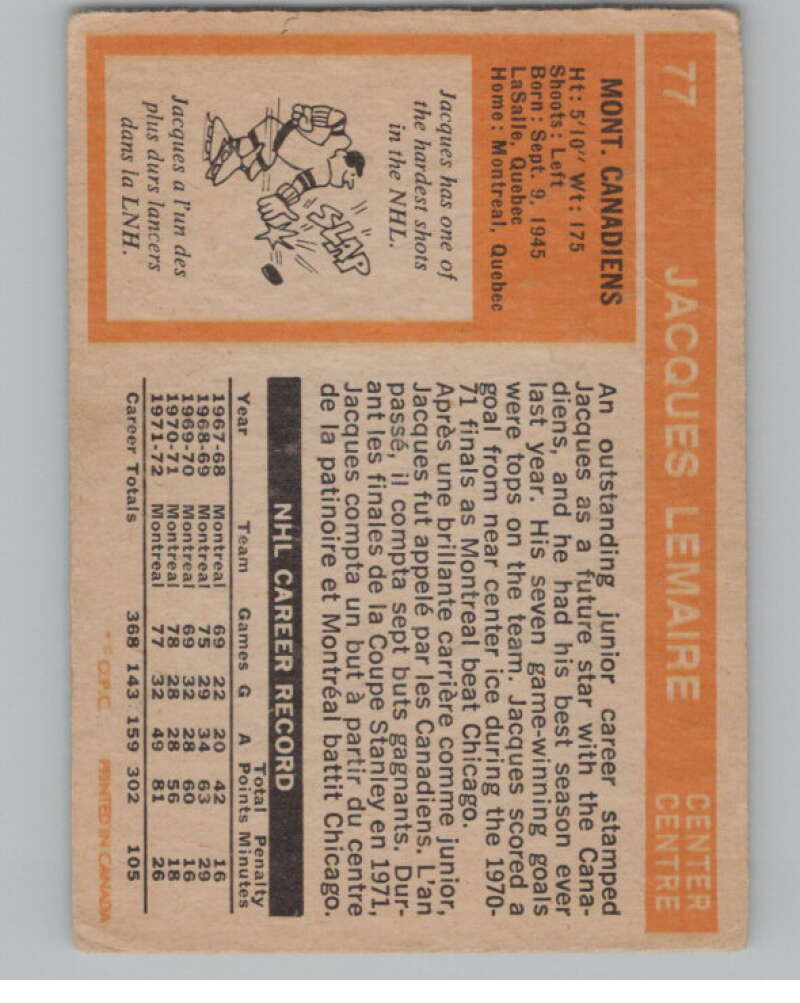 77 JACQUES LEMAIRE CENTER
CENTRE
MONT. CANADIENS
Ht: 5'10" Wt: 175
Shoots: Left
Born: Sept. 9, 1945
LaSalle, Quebec
Home: Montreal, Quebec
Jacques has one of
the hardest shots
in the NHL.
SLAP
Jacques a l'un des
plus durs lancers
dans la LNH.
An outstanding junior career stamped
Jacques as a future star with the Cana-
diens, and he had his best season ever
last year. His seven game-winning goals
were tops on the team. Jacques scored a
goal from near center ice during the 1970-
71 finals as Montreal beat Chicago.
Après une brillante carrière comme junior,
Jacques fut appelé par les Canadiens. L'an
passé, il compta sept buts gagnants. Dur-
ant les finales de la Coupe Stanley en 1971,
Jacques compta un but à partir du centre
de la patinoire et Montréal battit Chicago.
NHL CAREER RECORD
Total Penalty
Year Team Games G A Points Minutes
1967-68 Montreal 69 22 20 42 16
1968-69 Montreal 75 29 34 63 29
1969-70 Montreal 69 32 28 60 16
1970-71 Montreal 78 28 28 56 18
1971-72 Montreal 77 32 49 81 26
Career Totals 368 143 159 302 105
**© O.P.C. PRINTED IN CANADA